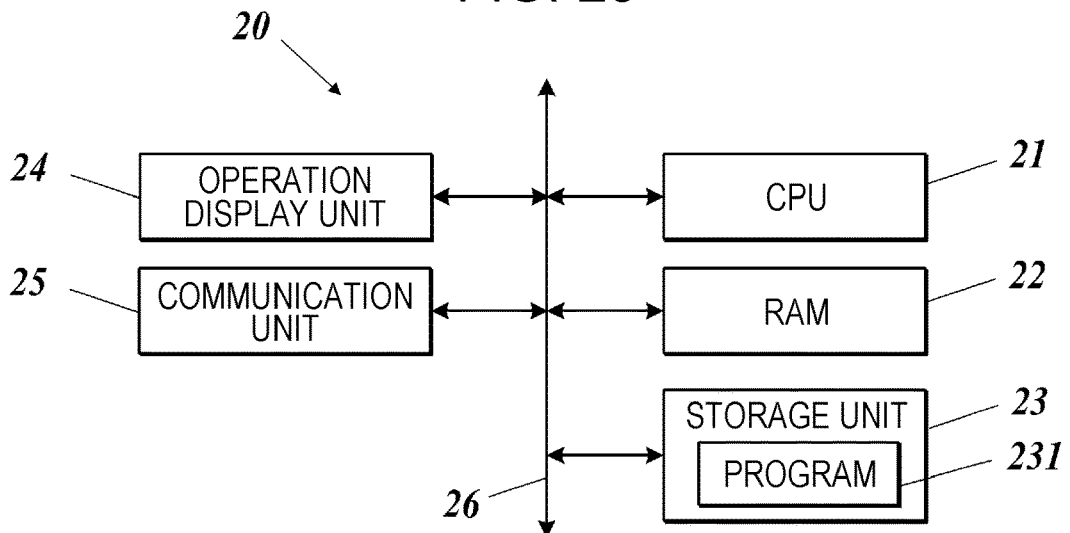 20
24
OPERATION
DISPLAY UNIT
CPU
21
25
COMMUNICATION
UNIT
RAM
22
STORAGE UNIT
23
PROGRAM
231
26